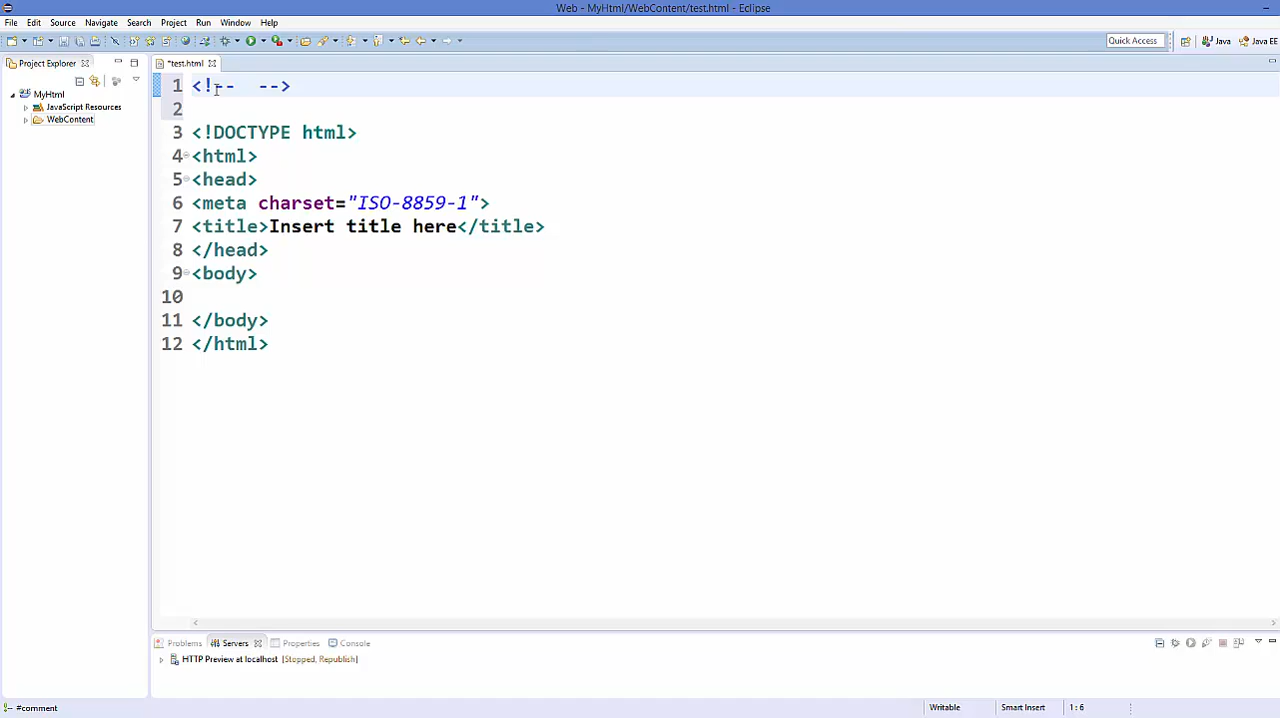 Web - MyHtml/WebContent/test.html - Eclipse
File Edit Source Navigate Search Project Run Window Help
Quick Access Java Java EE
Project Explorer
*test.html
MyHtml
JavaScript Resources
WebContent
1 <!--  -->
2
3 <!DOCTYPE html>
4 <html>
5 <head>
6 <meta charset="ISO-8859-1">
7 <title>Insert title here</title>
8 </head>
9 <body>
10
11 </body>
12 </html>
Problems Servers Properties Console
HTTP Preview at localhost [Stopped, Republish]
#comment Writable Smart Insert 1 : 6